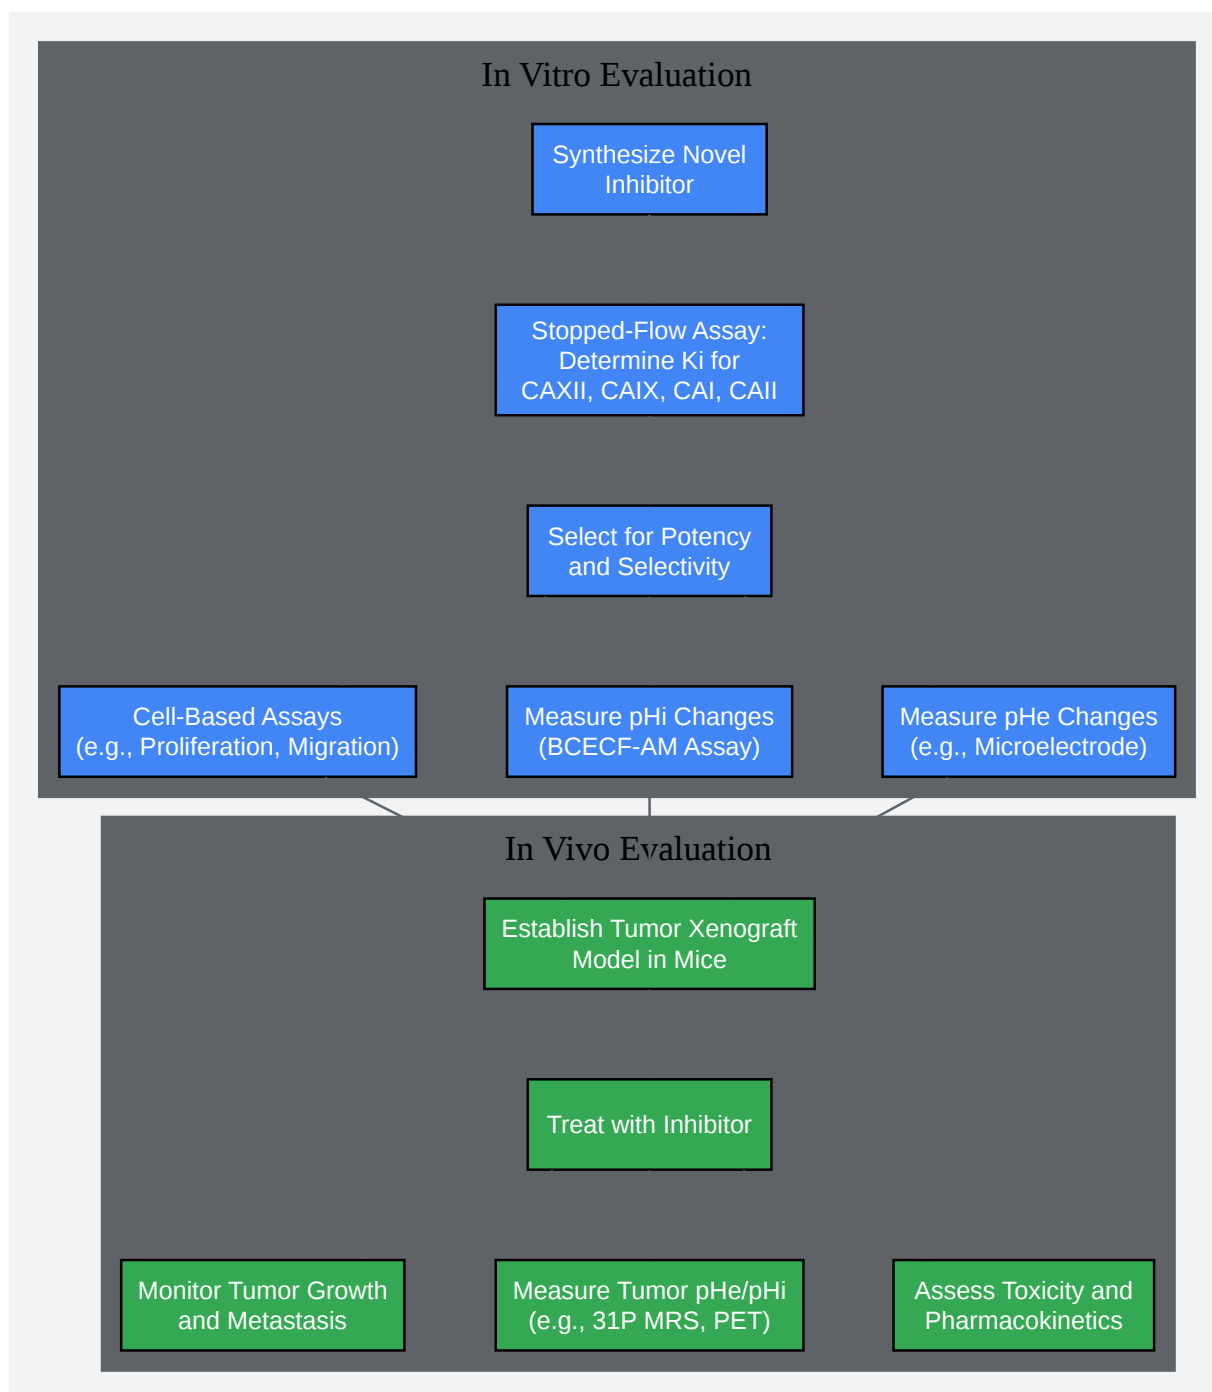 In Vitro Evaluation
Synthesize Novel
Inhibitor
Stopped-Flow Assay:
Determine Ki for
CAXII, CAIX, CAI, CAII
Select for Potency
and Selectivity
Cell-Based Assays
(e.g., Proliferation, Migration)
Measure pHi Changes
(BCECF-AM Assay)
Measure pHe Changes
(e.g., Microelectrode)
In Vivo Evaluation
Establish Tumor Xenograft
Model in Mice
Treat with Inhibitor
Monitor Tumor Growth
and Metastasis
Measure Tumor pHe/pHi
(e.g., 31P MRS, PET)
Assess Toxicity and
Pharmacokinetics